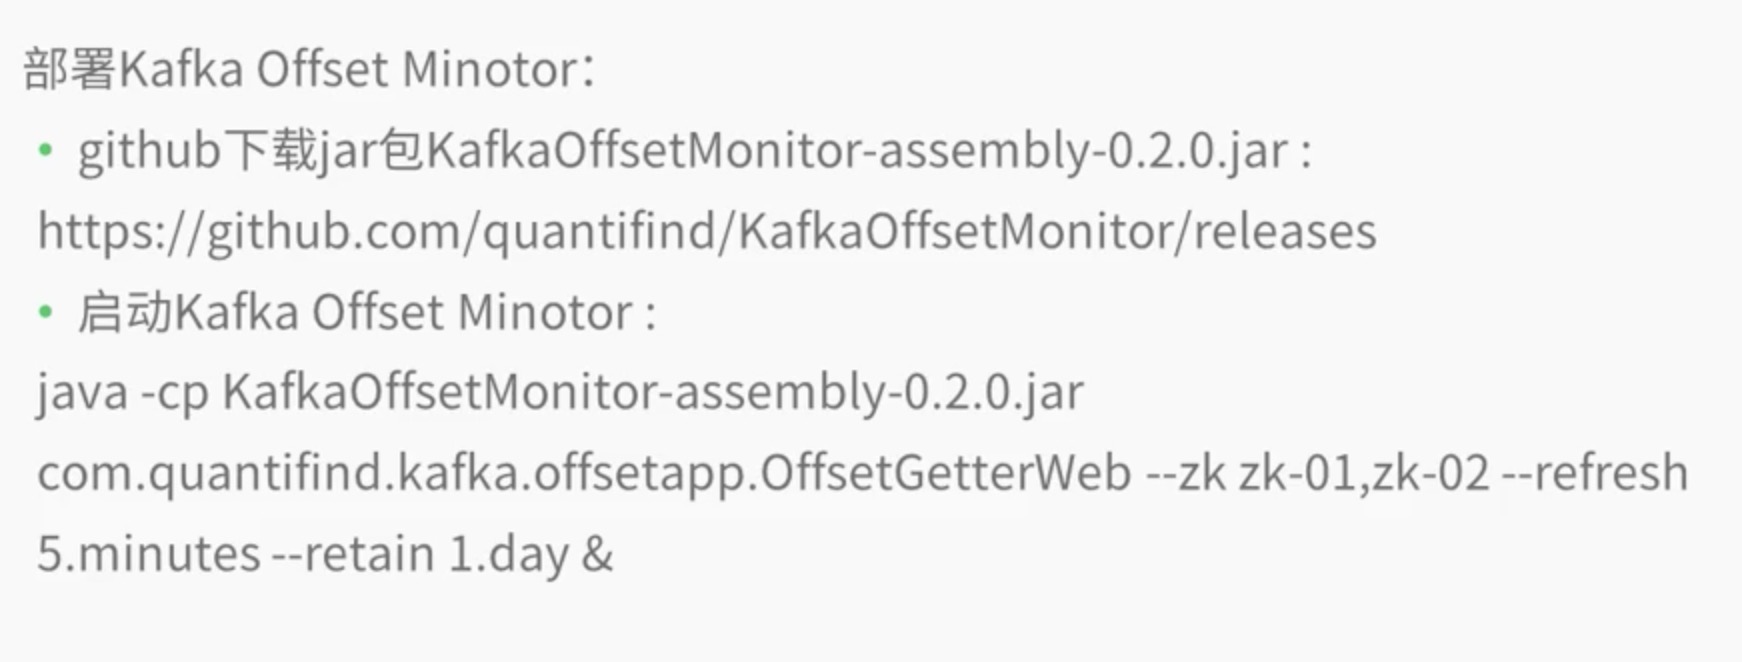 部署Kafka Offset Minotor：
• github下载jar包KafkaOffsetMonitor-assembly-0.2.0.jar :
https://github.com/quantifind/KafkaOffsetMonitor/releases
• 启动Kafka Offset Minotor :
java -cp KafkaOffsetMonitor-assembly-0.2.0.jar
com.quantifind.kafka.offsetapp.OffsetGetterWeb --zk zk-01,zk-02 --refresh
5.minutes --retain 1.day &